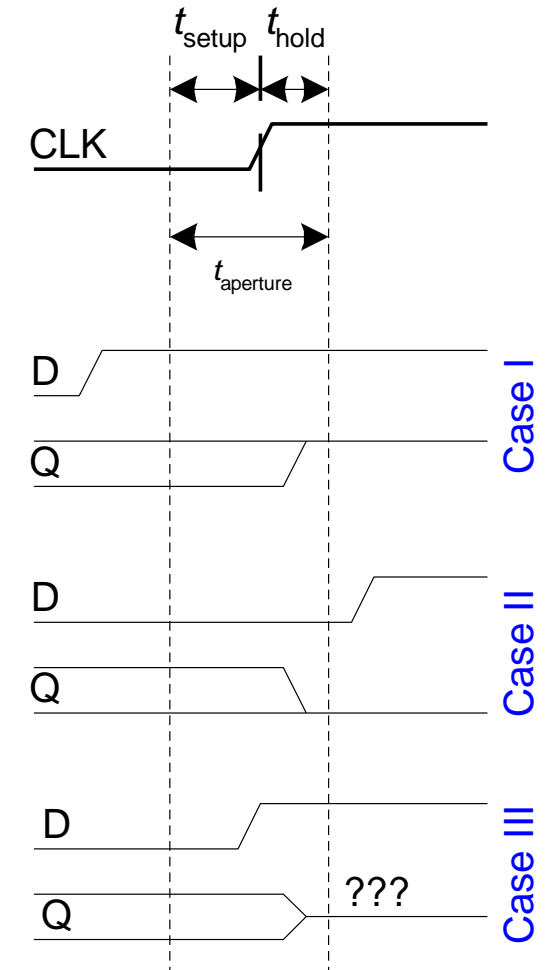 tsetup thold
CLK
taperture
D
Q
Case I
D
Q
Case II
D
???
Q
Case III